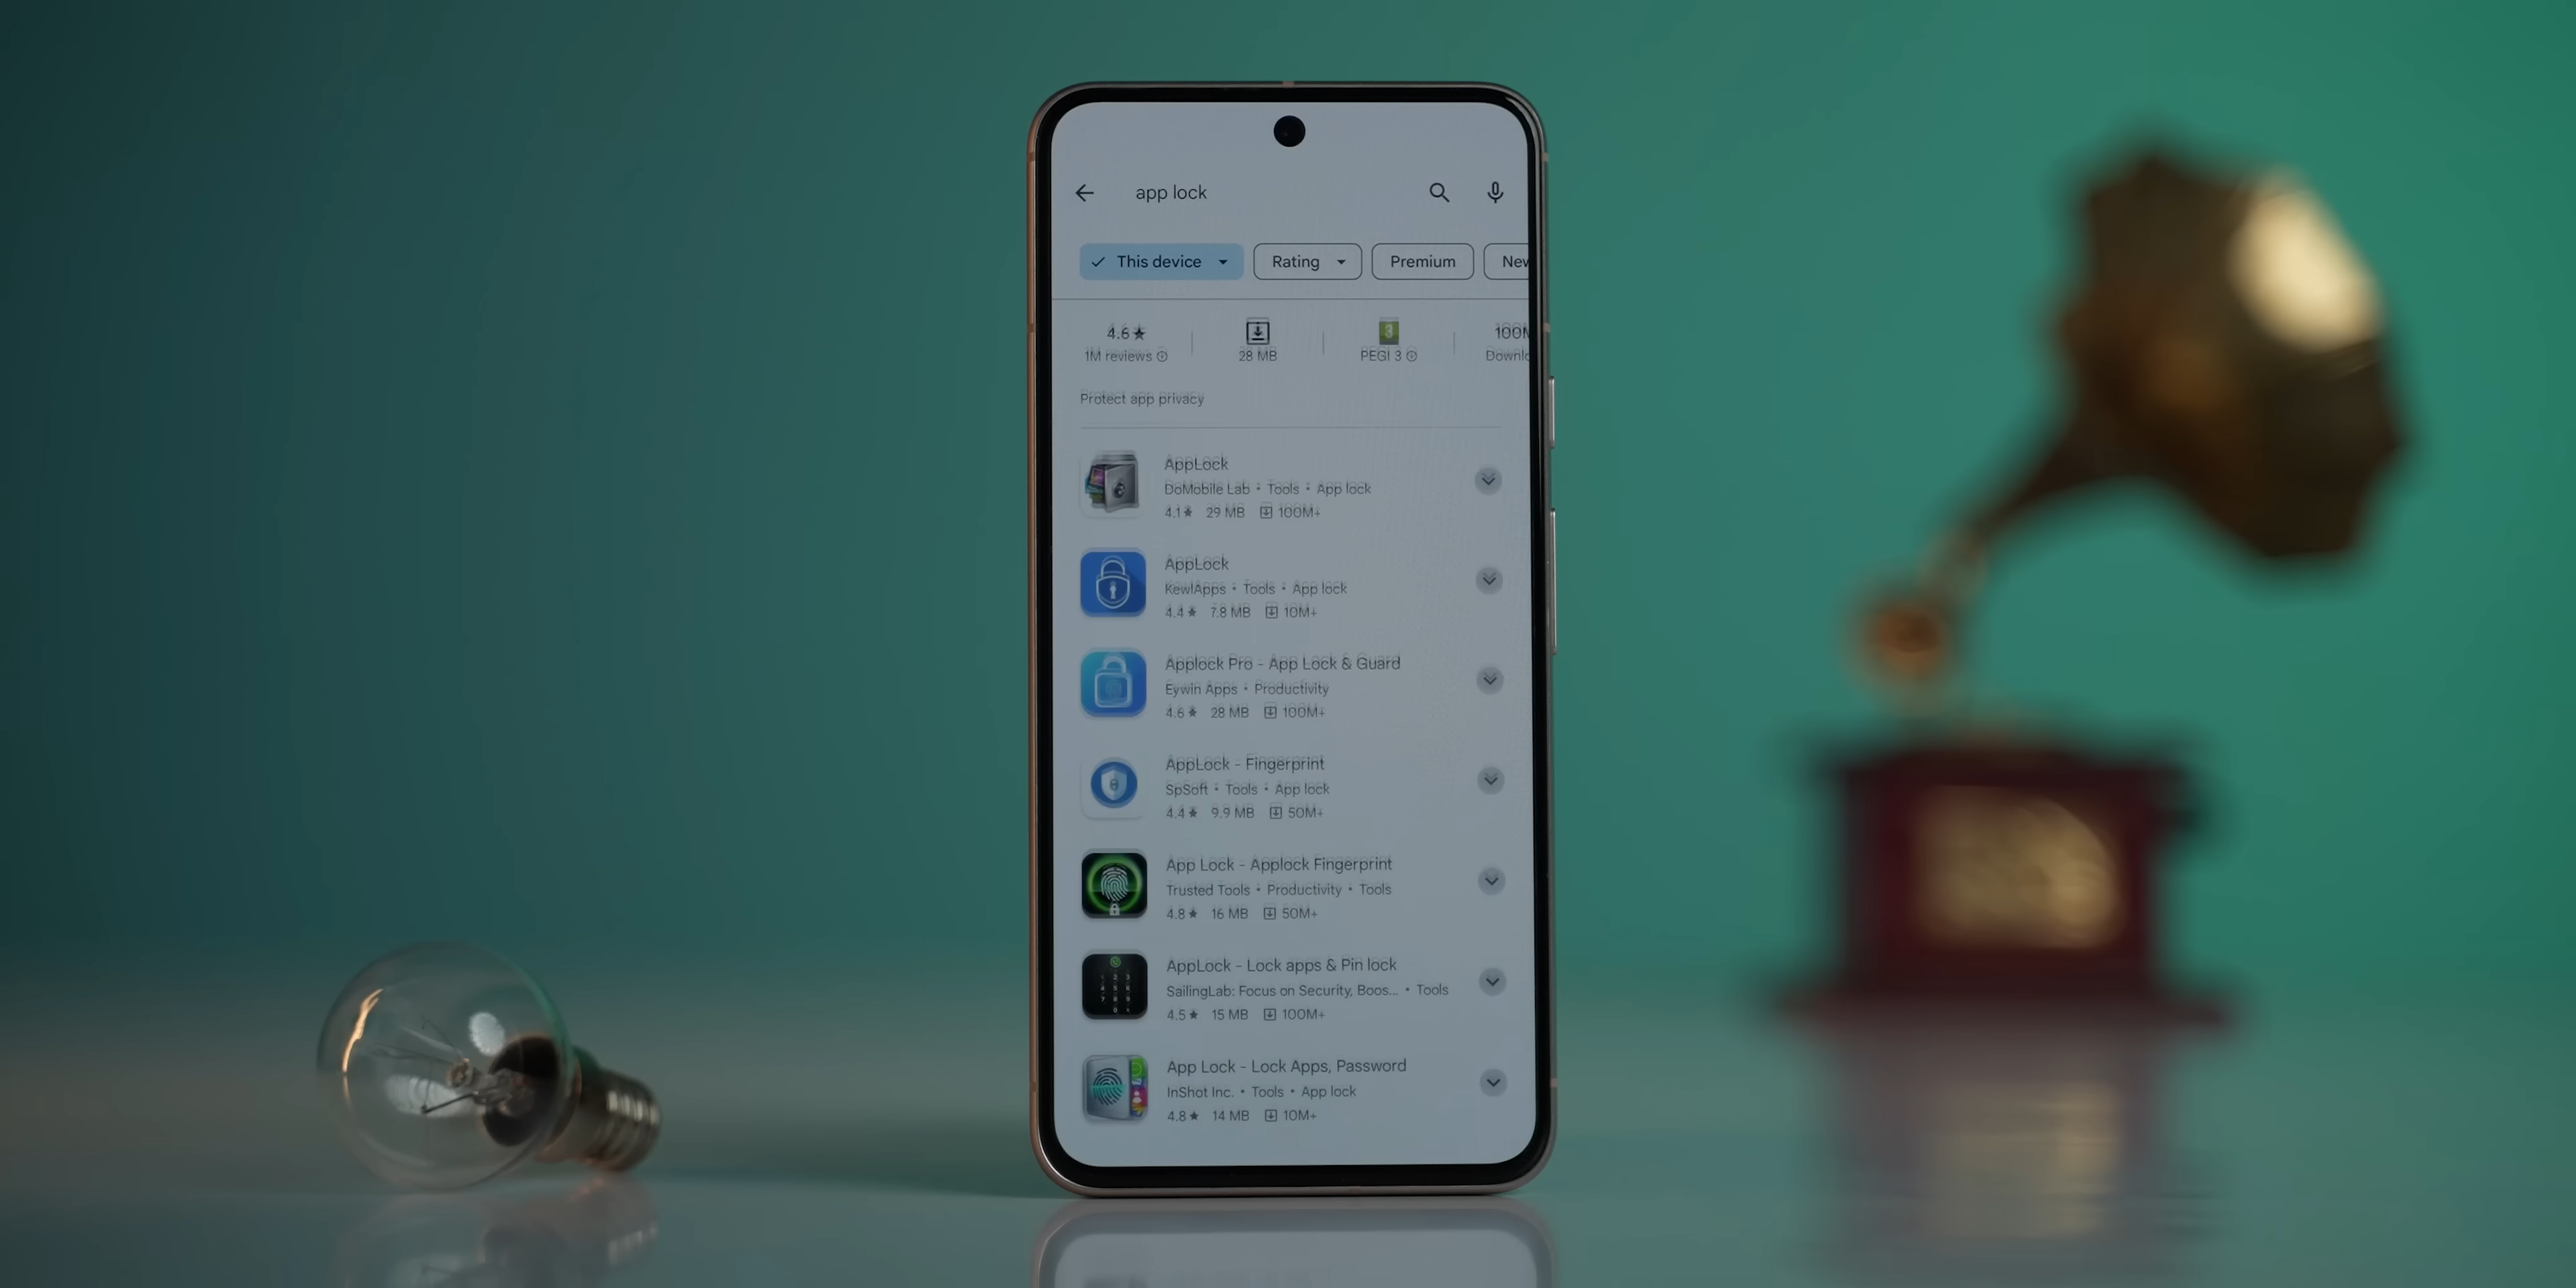 app lock
This device
Rating
Premium
New
4.6★
1M reviews
28 MB
3
PEGI 3
100M
Downlo
Protect app privacy
AppLock
DoMobile Lab • Tools • App lock
4.1★ 29 MB 100M+
AppLock
KewlApps • Tools • App lock
4.4★ 7.8 MB 10M+
Applock Pro - App Lock & Guard
Eywin Apps • Productivity
4.6★ 28 MB 100M+
AppLock - Fingerprint
SpSoft • Tools • App lock
4.4★ 9.9 MB 50M+
App Lock - Applock Fingerprint
Trusted Tools • Productivity • Tools
4.8★ 16 MB 50M+
AppLock - Lock apps & Pin lock
SailingLab: Focus on Security, Boos... • Tools
4.5★ 15 MB 100M+
App Lock - Lock Apps, Password
InShot Inc. • Tools • App lock
4.8★ 14 MB 10M+